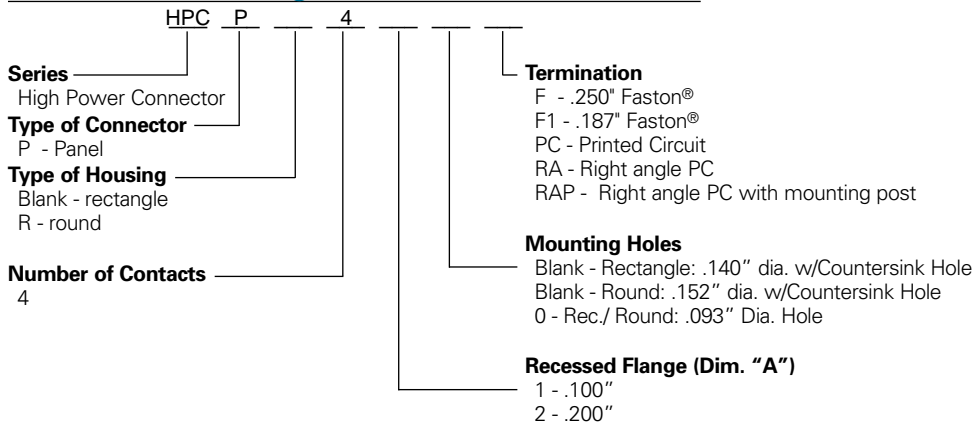 HPC P ___ 4 ___ ___ ___
Series
High Power Connector
Type of Connector
P - Panel
Type of Housing
Blank - rectangle
R - round
Number of Contacts
4
Termination
F - .250" Faston®
F1 - .187" Faston®
PC - Printed Circuit
RA - Right angle PC
RAP - Right angle PC with mounting post
Mounting Holes
Blank - Rectangle: .140” dia. w/Countersink Hole
Blank - Round: .152” dia. w/Countersink Hole
0 - Rec./ Round: .093” Dia. Hole
Recessed Flange (Dim. “A”)
1 - .100”
2 - .200”